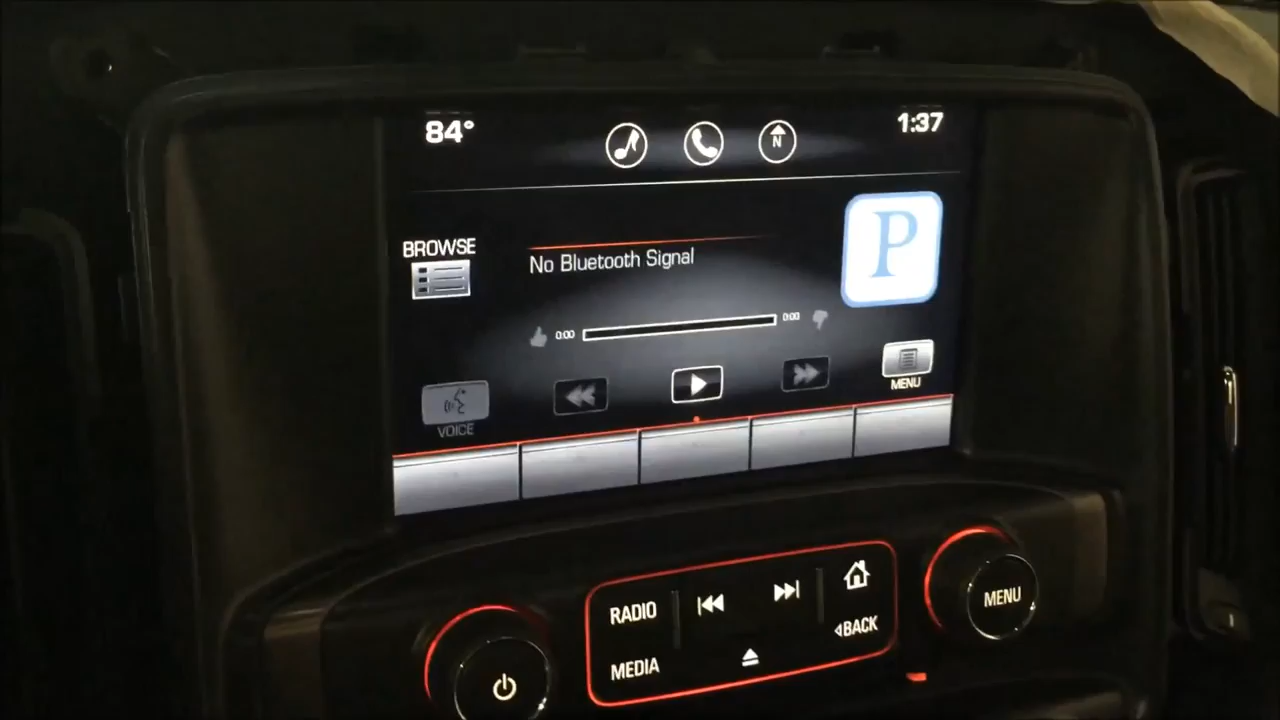 84° 1:37
N
BROWSE
P
No Bluetooth Signal
0:00 0:00
VOICE
MENU
RADIO
MEDIA
BACK
MENU